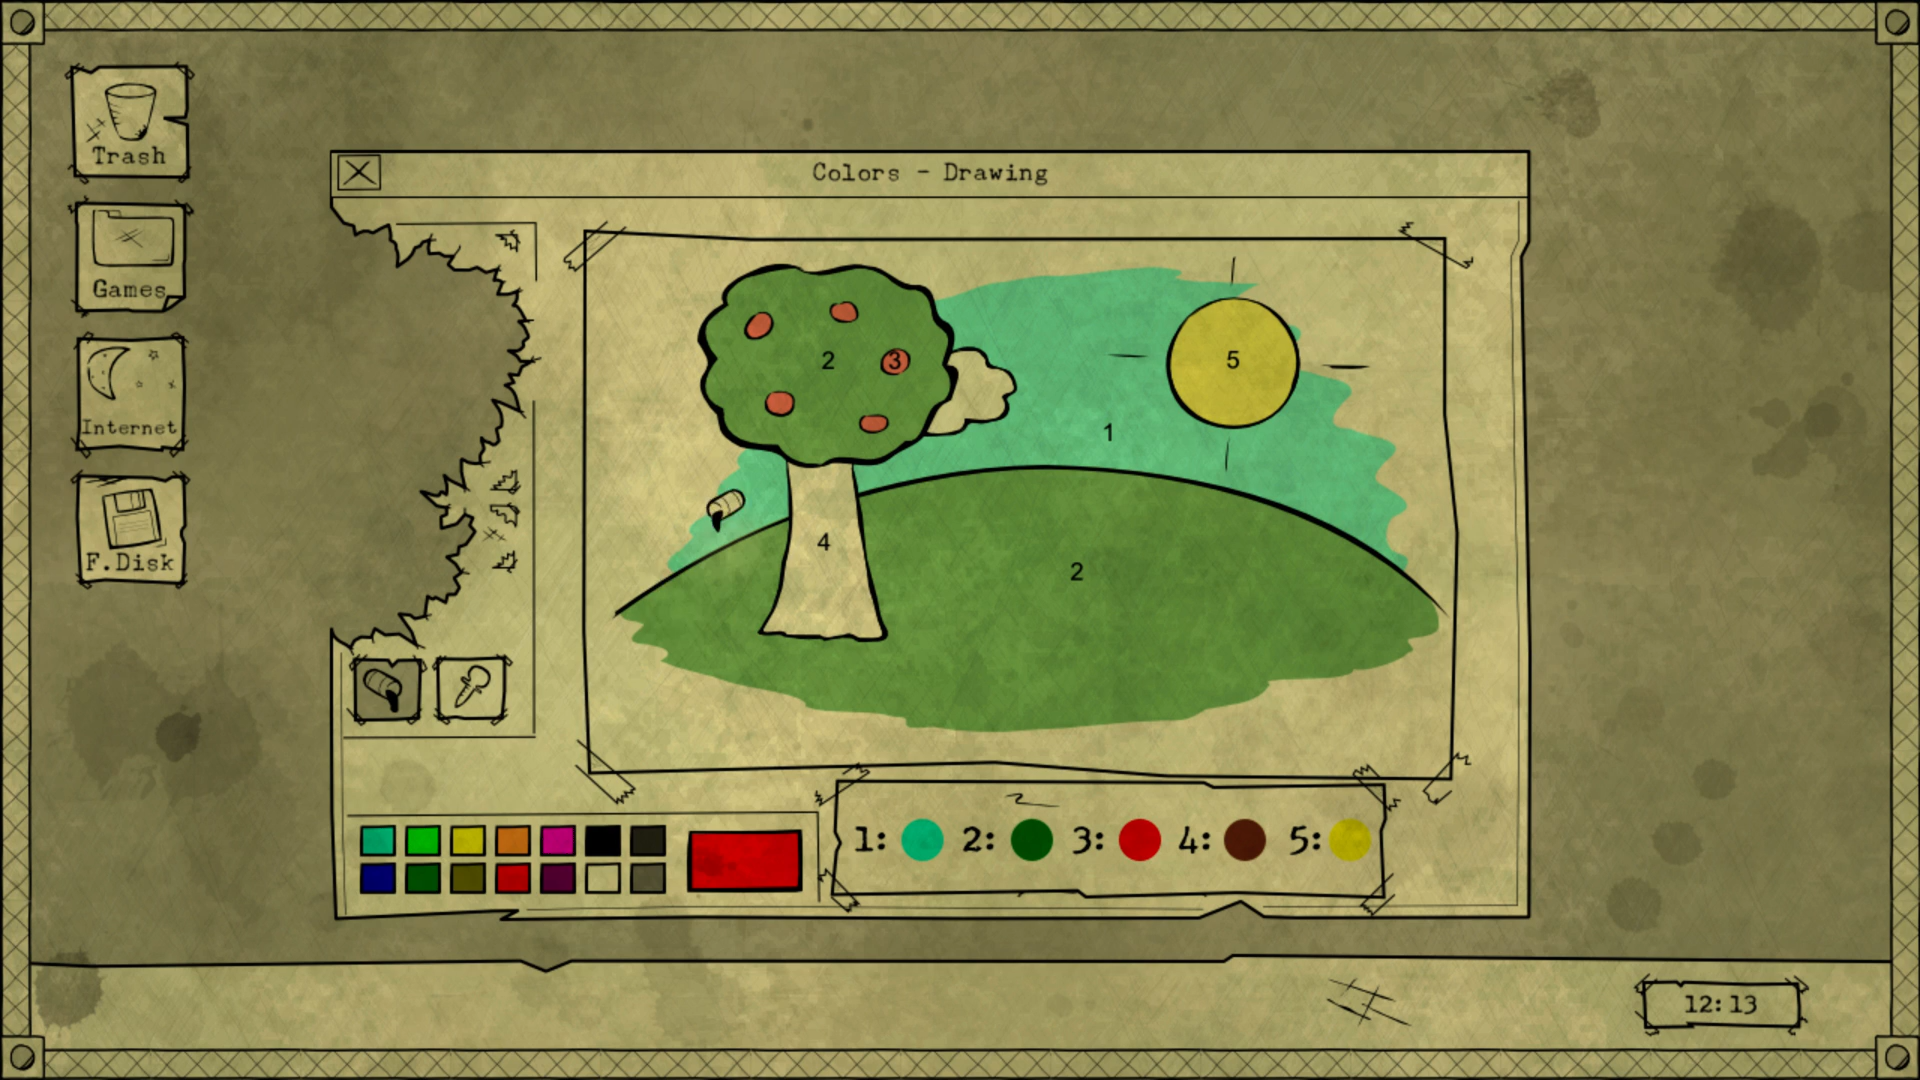 Trash
Games
Internet
F.Disk
Colors - Drawing
2
3
5
1
4
2
1: 2: 3: 4: 5:
12:13